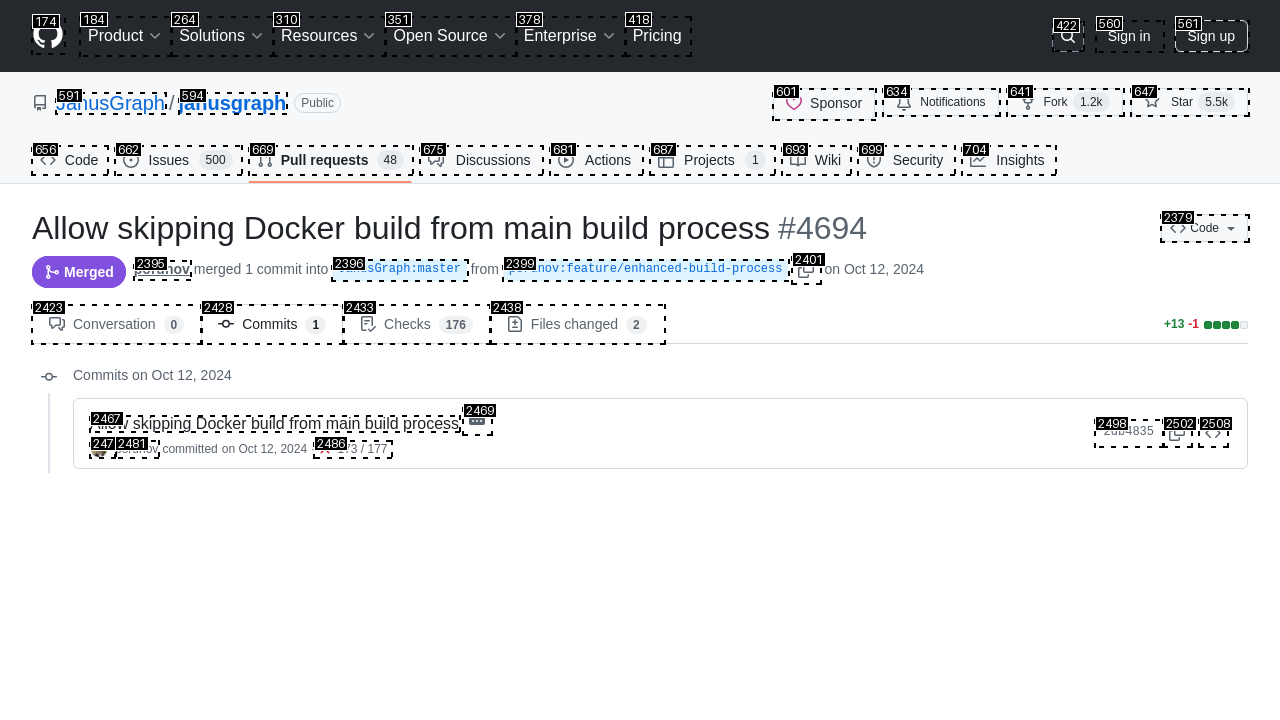 174 184 264 310 351 378 418 422 560 561
Product Solutions Resources Open Source Enterprise Pricing Sign in Sign up
591 594 601 634 641 647
JanusGraph / janusgraph Public Sponsor Notifications Fork 1.2k Star 5.5k
656 662 669 675 681 687 693 699 704
Code Issues 500 Pull requests 48 Discussions Actions Projects 1 Wiki Security Insights
Allow skipping Docker build from main build process #4694
2379
Code
2395 2396 2399 2401
Merged porunov merged 1 commit into JanusGraph:master from porunov:feature/enhanced-build-process on Oct 12, 2024
2423 2428 2433 2438
Conversation 0 Commits 1 Checks 176 Files changed 2 +13 -1
Commits on Oct 12, 2024
2467 2469 2498 2502 2508
Allow skipping Docker build from main build process
247 2481 2486
porunov committed on Oct 12, 2024 173 / 177